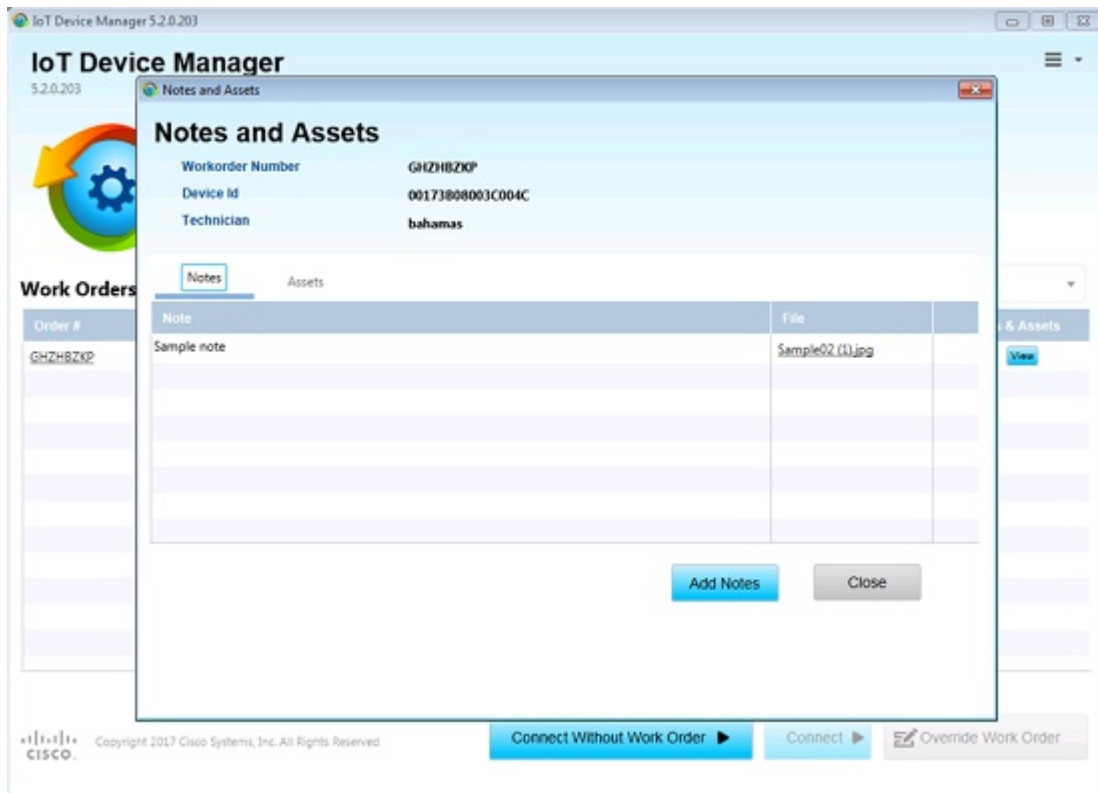 IoT Device Manager 5.2.0.203
IoT Device Manager
5.2.0.203
Notes and Assets
Notes and Assets
Workorder Number GHZHBZKP
Device Id 00173B08003C004C
Technician bahamas
Notes Assets
Work Orders
Order # Note File & Assets
GHZHBZKP Sample note Sample02 (1).jpg View
Add Notes Close
CISCO. Copyright 2017 Cisco Systems, Inc. All Rights Reserved Connect Without Work Order Connect Override Work Order